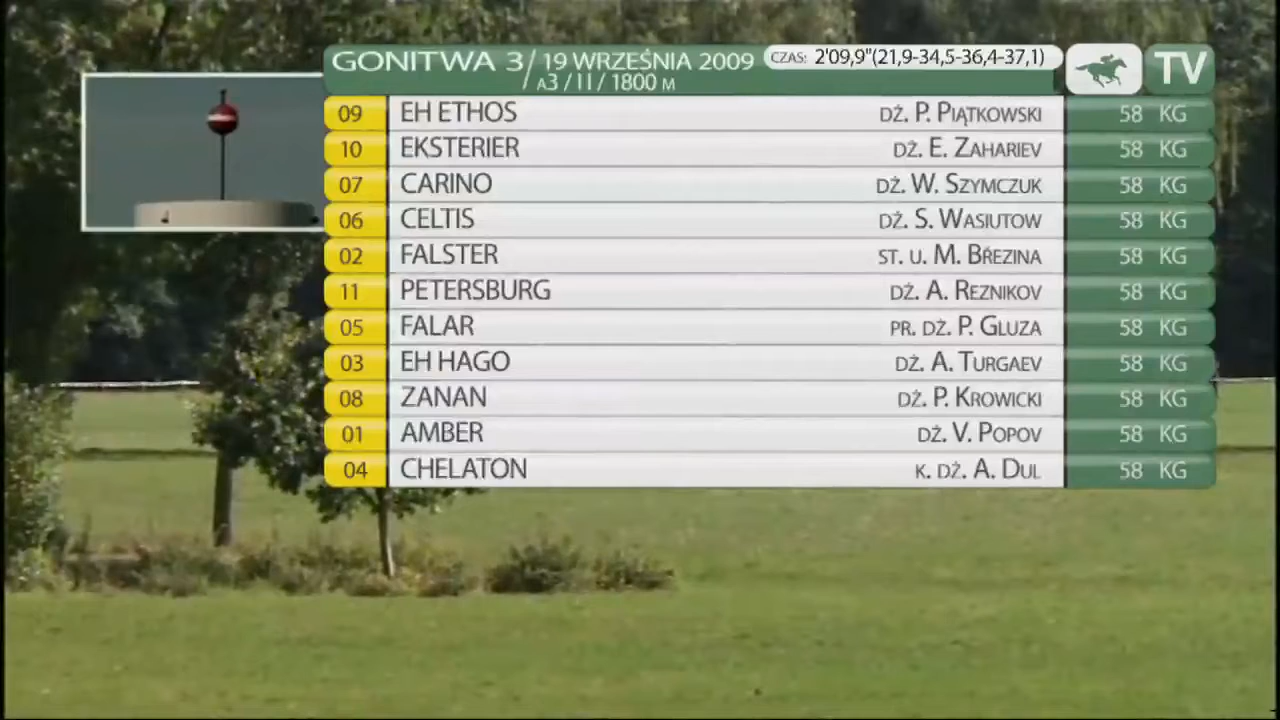 GONITWA 3 / 19 WRZEŚNIA 2009 CZAS: 2'09,9"(21,9-34,5-36,4-37,1) TV
A3 / II / 1800 M
09 EH ETHOS DŻ. P. PIĄTKOWSKI 58 KG
10 EKSTERIER DŻ. E. ZAHARIEV 58 KG
07 CARINO DŻ. W. SZYMCZUK 58 KG
06 CELTIS DŻ. S. WASIUTOW 58 KG
02 FALSTER ST. U. M. BŘEZINA 58 KG
11 PETERSBURG DŻ. A. REZNIKOV 58 KG
05 FALAR PR. DŻ. P. GLUZA 58 KG
03 EH HAGO DŻ. A. TURGAEV 58 KG
08 ZANAN DŻ. P. KROWICKI 58 KG
01 AMBER DŻ. V. POPOV 58 KG
04 CHELATON K. DŻ. A. DUL 58 KG